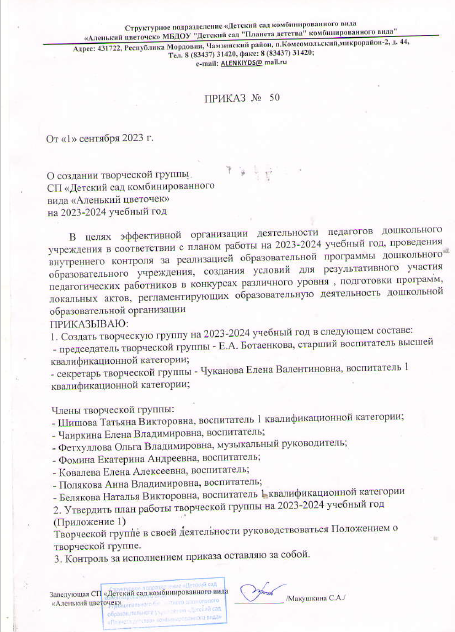 Структурное подразделение «Детский сад комбинированного вида
«Аленький цветочек» МБДОУ "Детский сад "Планета детства" комбинированного вида"
Адрес: 431722, Республика Мордовия, Чамзинский район, п.Комсомольский,микрорайон-2, д. 44,
Тел. 8 (83437) 31420, факс: 8 (83437) 31420;
e-mail: ALENKIYDS@ mail.ru
ПРИКАЗ № 50
От «1» сентября 2023 г.
О создании творческой группы
СП «Детский сад комбинированного
вида «Аленький цветочек»
на 2023-2024 учебный год
В целях эффективной организации деятельности педагогов дошкольного
учреждения в соответствии с планом работы на 2023-2024 учебный год, проведения
внутреннего контроля за реализацией образовательной программы дошкольного
образовательного учреждения, создания условий для результативного участия
педагогических работников в конкурсах различного уровня , подготовки программ,
локальных актов, регламентирующих образовательную деятельность дошкольной
образовательной организации
ПРИКАЗЫВАЮ:
1. Создать творческую группу на 2023-2024 учебный год в следующем составе:
- председатель творческой группы - Е.А. Ботаенкова, старший воспитатель высшей
квалификационной категории;
- секретарь творческой группы - Чуканова Елена Валентиновна, воспитатель 1
квалификационной категории;
Члены творческой группы:
- Шишова Татьяна Викторовна, воспитатель 1 квалификационной категории;
- Чаиркина Елена Владимировна, воспитатель;
- Фетхуллова Ольга Владимировна, музыкальный руководитель;
- Фомина Екатерина Андреевна, воспитатель;
- Ковалева Елена Алексеевна, воспитатель;
- Полякова Анна Владимировна, воспитатель;
- Белякова Наталья Викторовна, воспитатель 1 квалификационной категории
2. Утвердить план работы творческой группы на 2023-2024 учебный год
(Приложение 1)
Творческой группе в своей деятельности руководствоваться Положением о
творческой группе.
3. Контроль за исполнением приказа оставляю за собой.
Заведующая СП «Детский сад комбинированного вида
«Аленький цветочек» /Макушкина С.А./